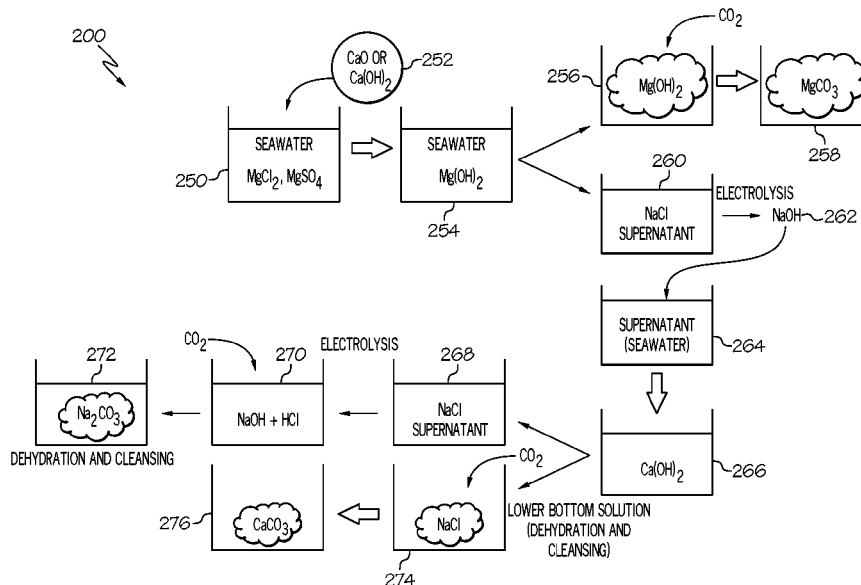 200
CaO OR
Ca(OH)2
252
SEAWATER
MgCl2, MgSO4
250
SEAWATER
Mg(OH)2
254
CO2
256
Mg(OH)2
MgCO3
258
260
NaCl
SUPERNATANT
ELECTROLYSIS
NaOH
262
SUPERNATANT
(SEAWATER)
264
Ca(OH)2
266
268
NaCl
SUPERNATANT
ELECTROLYSIS
CO2
270
NaOH + HCl
272
Na2CO3
DEHYDRATION AND CLEANSING
CO2
NaCl
274
LOWER BOTTOM SOLUTION
(DEHYDRATION AND
CLEANSING)
276
CaCO3